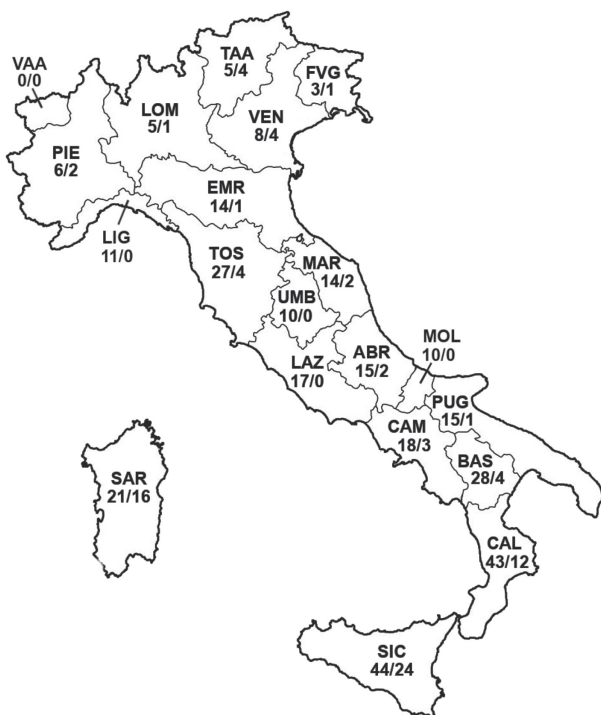 TAA
5/4
VAA
0/0
FVG
3/1
LOM
5/1
VEN
8/4
PIE
6/2
EMR
14/1
LIG
11/0
TOS
27/4
MAR
14/2
UMB
10/0
MOL
10/0
ABR
15/2
LAZ
17/0
PUG
15/1
CAM
18/3
BAS
28/4
SAR
21/16
CAL
43/12
SIC
44/24